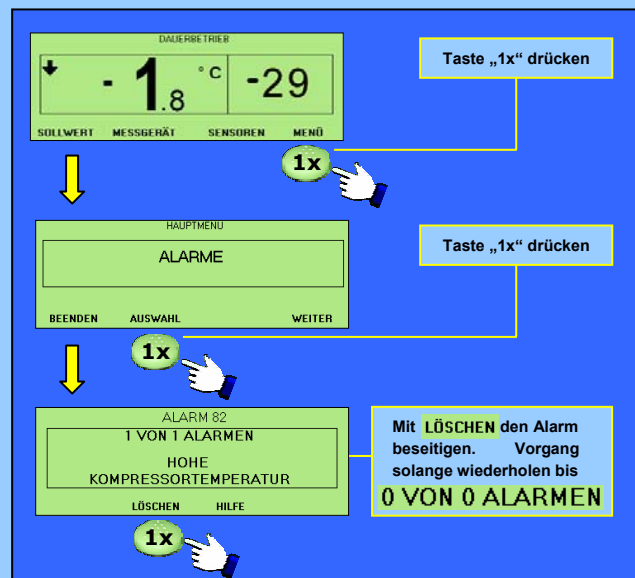 DAUERBETRIEB
- 1.8 °C -29
SOLLWERT MESSGERÄT SENSOREN MENÜ
1x
Taste „1x“ drücken
HAUPTMENU
ALARME
BEENDEN AUSWAHL WEITER
1x
Taste „1x“ drücken
ALARM 82
1 VON 1 ALARMEN
HOHE
KOMPRESSORTEMPERATUR
LÖSCHEN HILFE
1x
Mit LÖSCHEN den Alarm
beseitigen. Vorgang
solange wiederholen bis
0 VON 0 ALARMEN